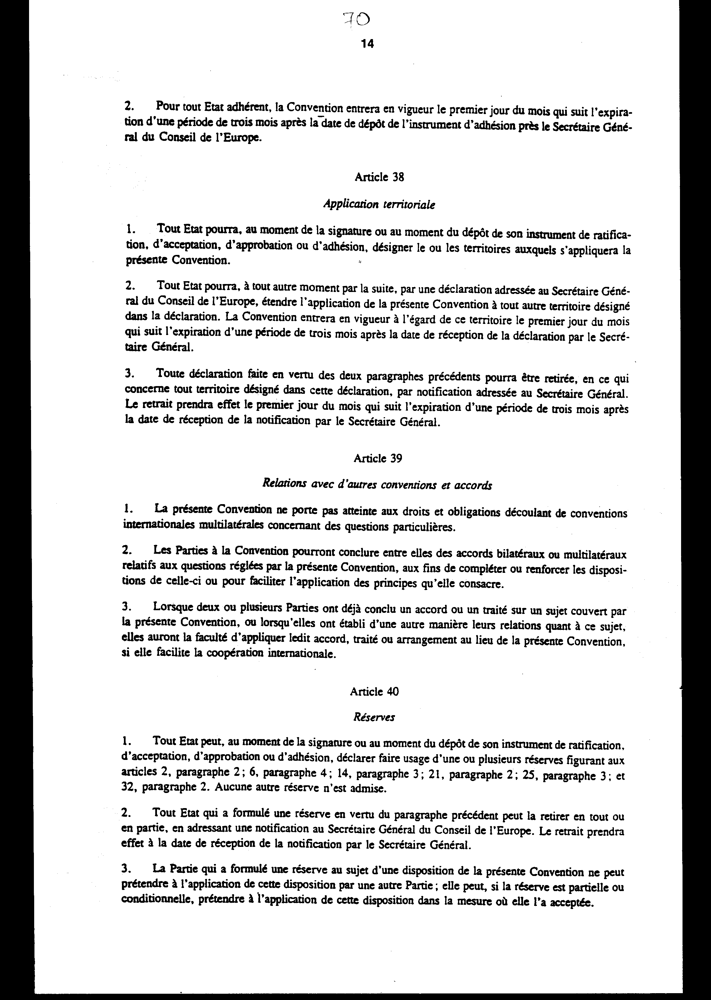 70
14
2. Pour tout Etat adhérent, la Convention entrera en vigueur le premier jour du mois qui suit l'expira-
tion d'une période de trois mois après la date de dépôt de l'instrument d'adhésion près le Secrétaire Géné-
ral du Conseil de l'Europe.
Article 38
Application territoriale
1. Tout Etat pourra, au moment de la signature ou au moment du dépôt de son instrument de ratifica-
tion, d'acceptation, d'approbation ou d'adhésion, désigner le ou les territoires auxquels s'appliquera la
présente Convention.
2. Tout Etat pourra, à tout autre moment par la suite, par une déclaration adressée au Secrétaire Géné-
ral du Conseil de l'Europe, étendre l'application de la présente Convention à tout autre territoire désigné
dans la déclaration. La Convention entrera en vigueur à l'égard de ce territoire le premier jour du mois
qui suit l'expiration d'une période de trois mois après la date de réception de la déclaration par le Secré-
taire Général.
3. Toute déclaration faite en vertu des deux paragraphes précédents pourra être retirée, en ce qui
concerne tout territoire désigné dans cette déclaration, par notification adressée au Secrétaire Général.
Le retrait prendra effet le premier jour du mois qui suit l'expiration d'une période de trois mois après
la date de réception de la notification par le Secrétaire Général.
Article 39
Relations avec d'autres conventions et accords
1. La présente Convention ne porte pas atteinte aux droits et obligations découlant de conventions
internationales multilatérales concernant des questions particulières.
2. Les Parties à la Convention pourront conclure entre elles des accords bilatéraux ou multilatéraux
relatifs aux questions réglées par la présente Convention, aux fins de compléter ou renforcer les disposi-
tions de celle-ci ou pour faciliter l'application des principes qu'elle consacre.
3. Lorsque deux ou plusieurs Parties ont déjà conclu un accord ou un traité sur un sujet couvert par
la présente Convention, ou lorsqu'elles ont établi d'une autre manière leurs relations quant à ce sujet,
elles auront la faculté d'appliquer ledit accord, traité ou arrangement au lieu de la présente Convention,
si elle facilite la coopération internationale.
Article 40
Réserves
1. Tout Etat peut, au moment de la signature ou au moment du dépôt de son instrument de ratification,
d'acceptation, d'approbation ou d'adhésion, déclarer faire usage d'une ou plusieurs réserves figurant aux
articles 2, paragraphe 2 ; 6, paragraphe 4 ; 14, paragraphe 3 ; 21, paragraphe 2 ; 25, paragraphe 3 ; et
32, paragraphe 2. Aucune autre réserve n'est admise.
2. Tout Etat qui a formulé une réserve en vertu du paragraphe précédent peut la retirer en tout ou
en partie, en adressant une notification au Secrétaire Général du Conseil de l'Europe. Le retrait prendra
effet à la date de réception de la notification par le Secrétaire Général.
3. La Partie qui a formulé une réserve au sujet d'une disposition de la présente Convention ne peut
prétendre à l'application de cette disposition par une autre Partie ; elle peut, si la réserve est partielle ou
conditionnelle, prétendre à l'application de cette disposition dans la mesure où elle l'a acceptée.